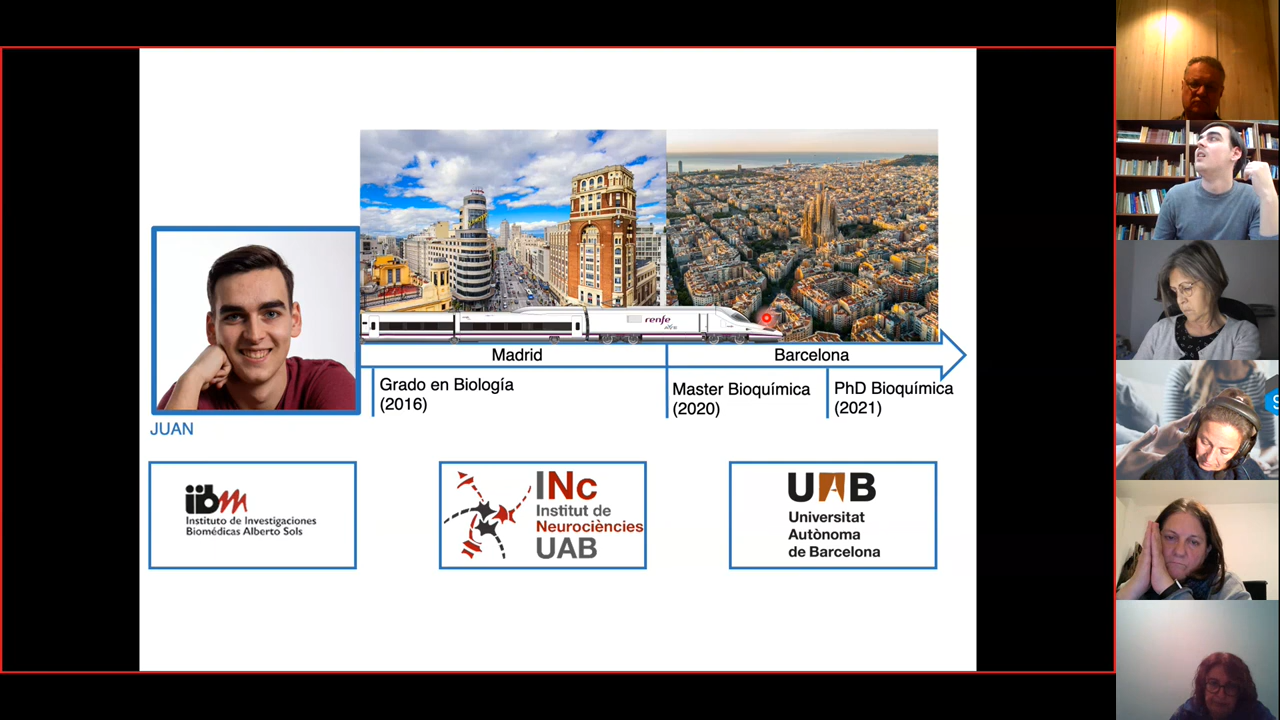 renfe
Madrid
Barcelona
Grado en Biología
(2016)
Master Bioquímica
(2020)
PhD Bioquímica
(2021)
JUAN
iibm
Instituto de Investigaciones
Biomédicas Alberto Sols
INc
Institut de
Neurociències
UAB
UAB
Universitat
Autònoma
de Barcelona